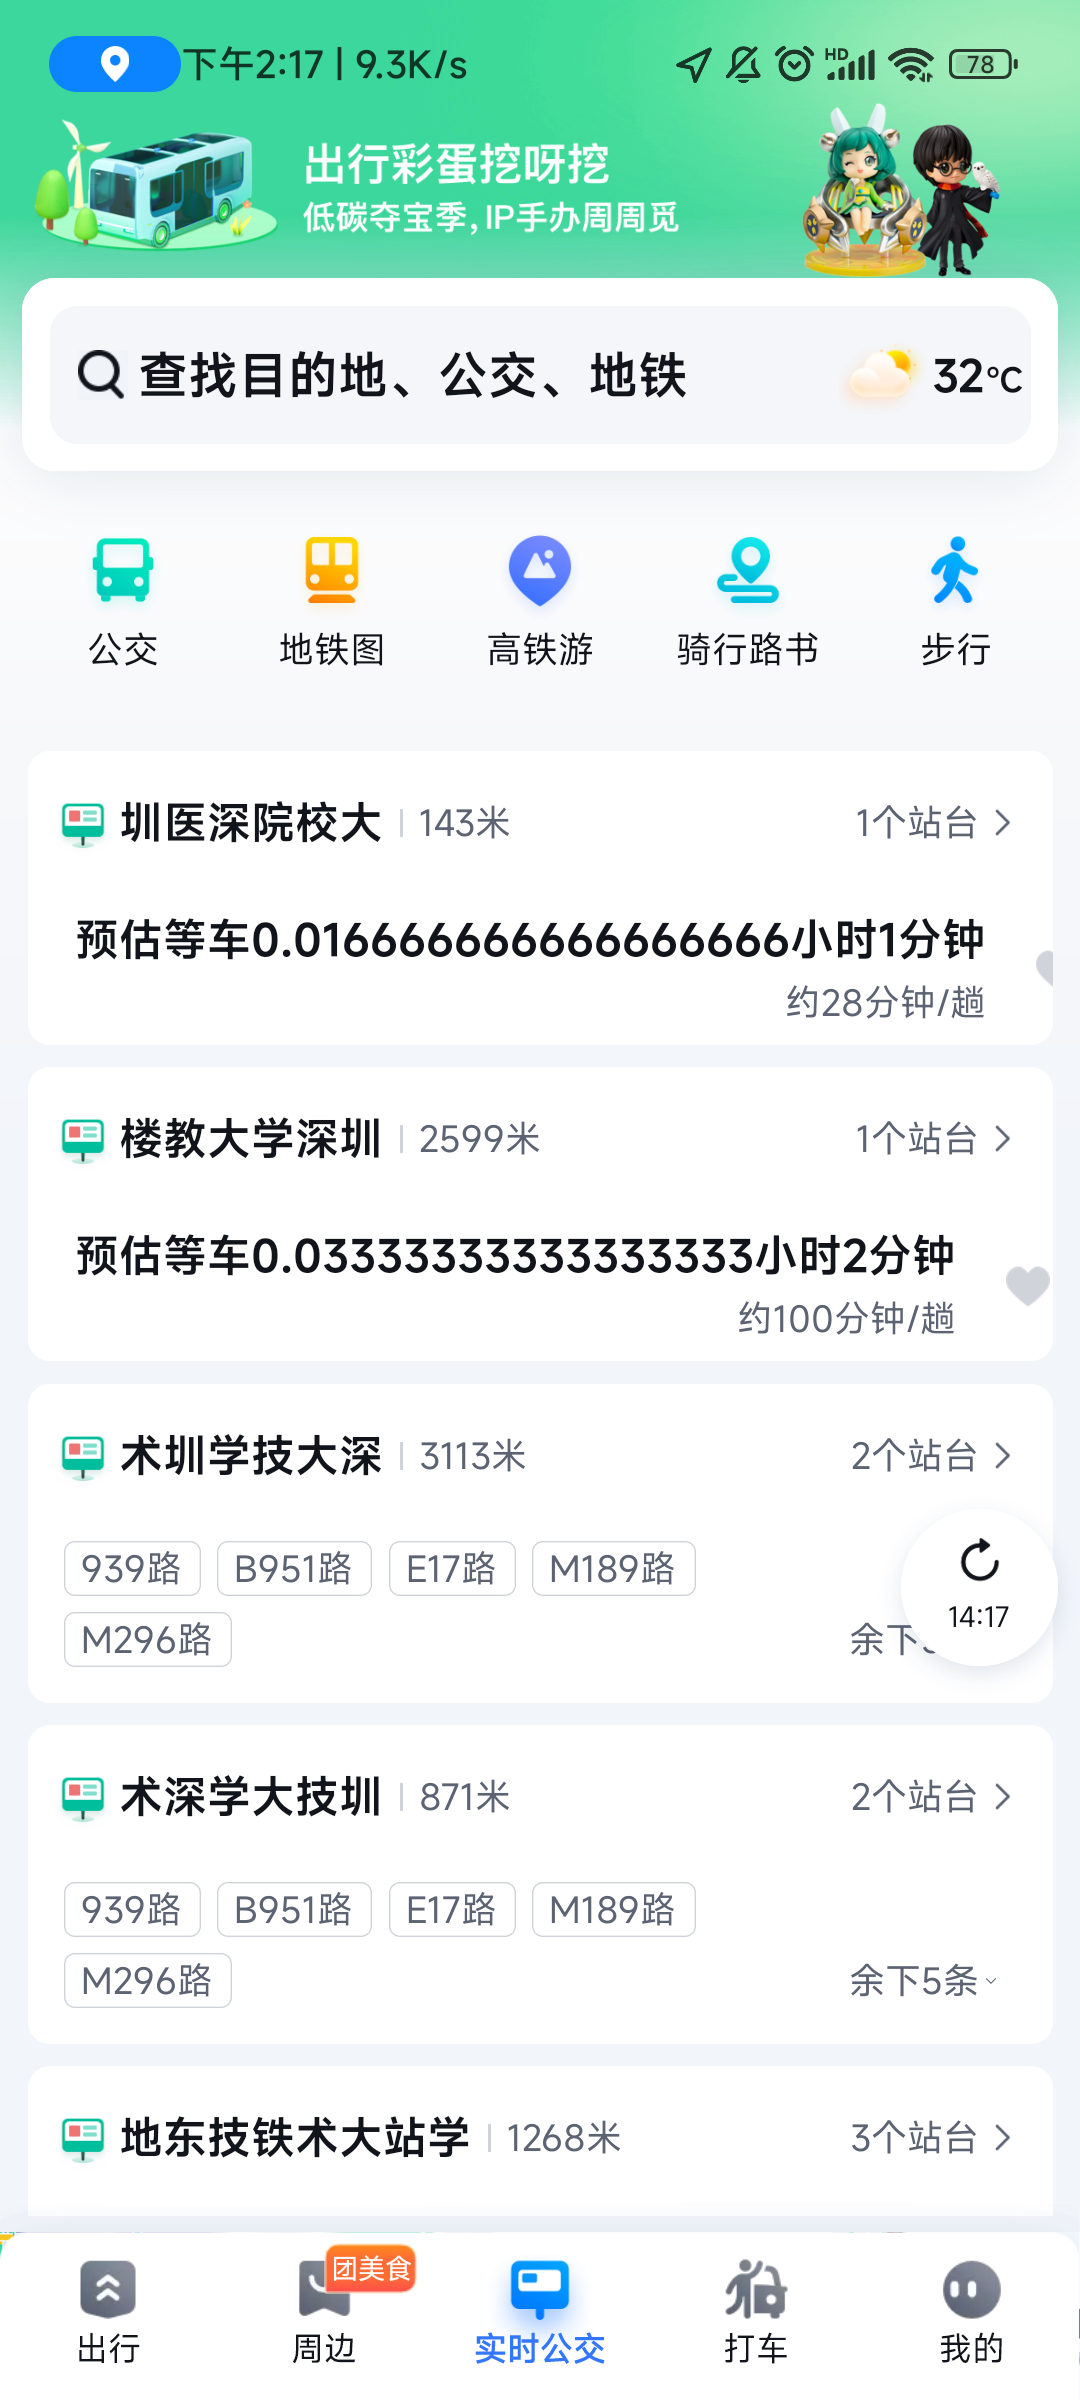 下午2:17 | 9.3K/s
HD
78
出行彩蛋挖呀挖
低碳夺宝季,IP手办周周觅
查找目的地、公交、地铁
32°C
公交
地铁图
高铁游
骑行路书
步行
圳医深院校大 143米 1个站台
预估等车0.016666666666666666小时1分钟
约28分钟/趟
楼教大学深圳 2599米 1个站台
预估等车0.03333333333333333小时2分钟
约100分钟/趟
术圳学技大深 3113米 2个站台
939路 B951路 E17路 M189路
M296路 余下
14:17
术深学大技圳 871米 2个站台
939路 B951路 E17路 M189路
M296路 余下5条
地东技铁术大站学 1268米 3个站台
团美食
出行
周边
实时公交
打车
我的